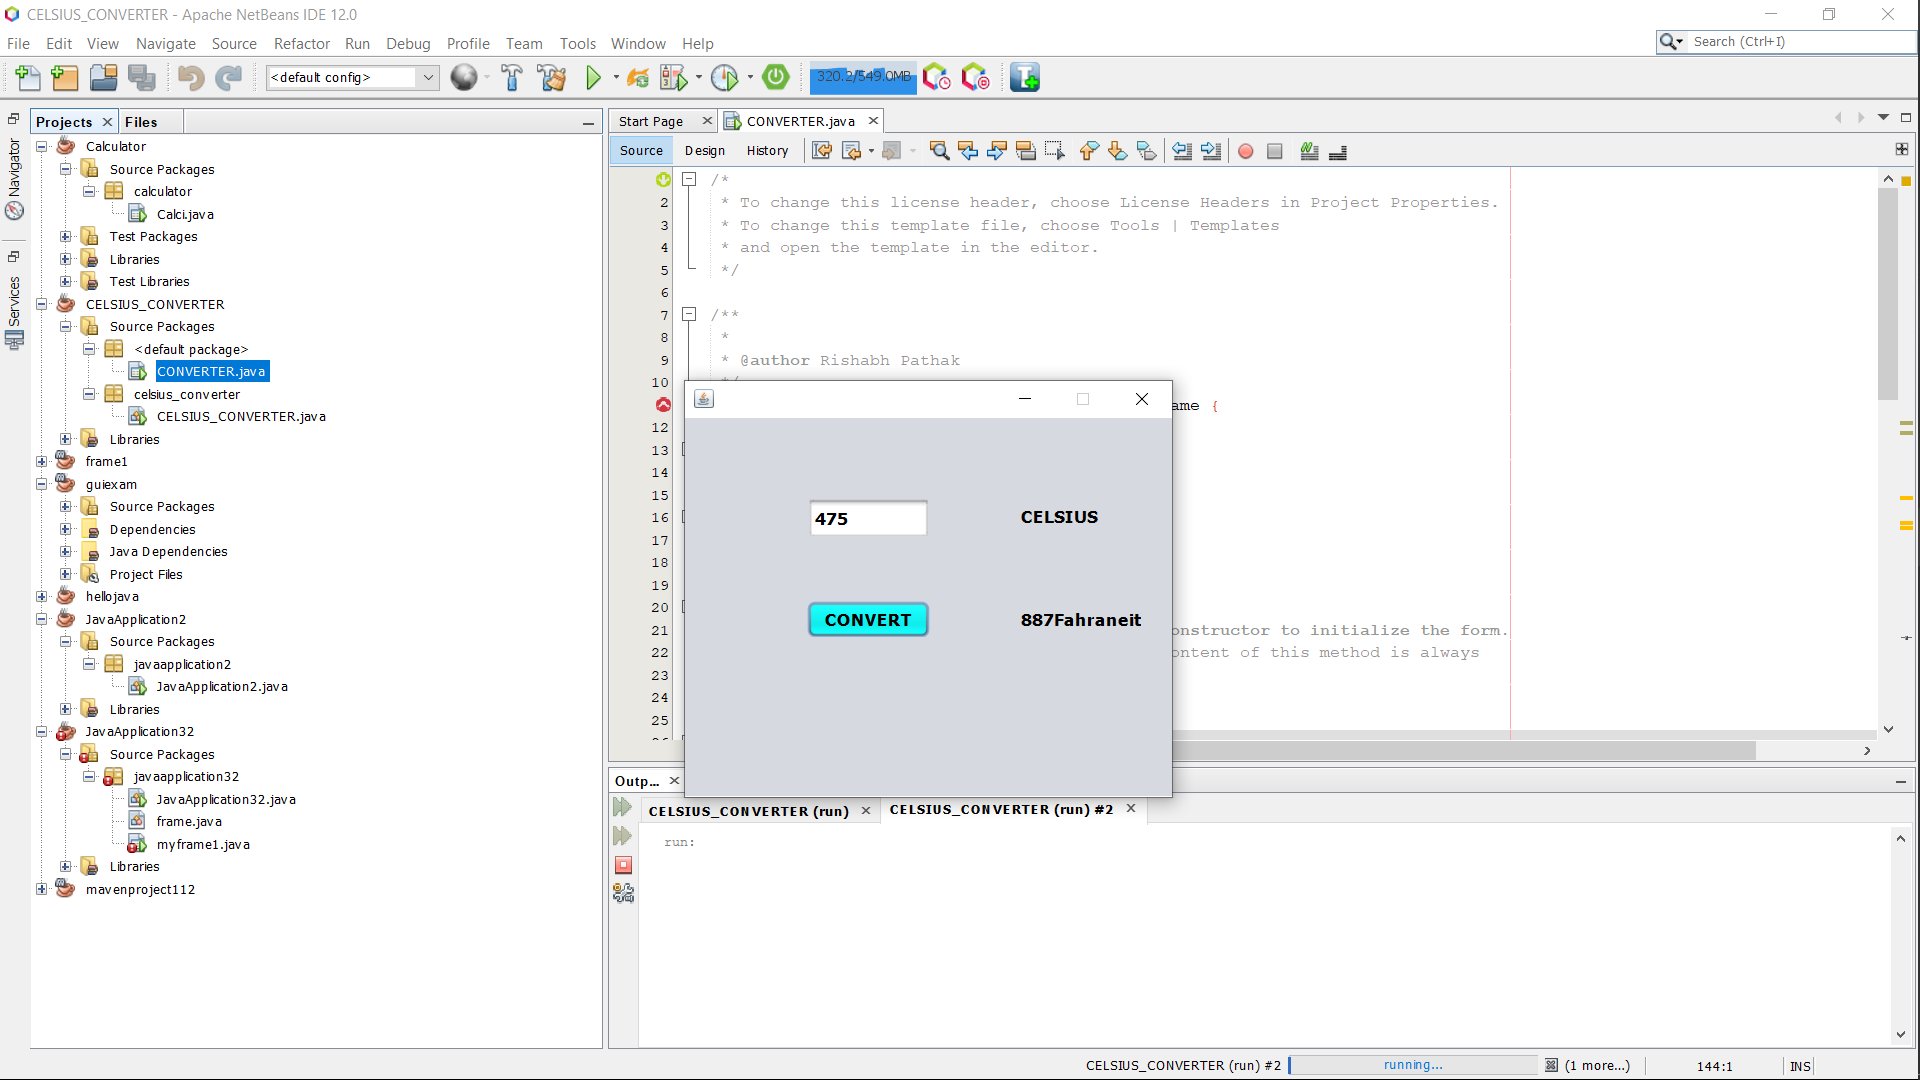 CELSIUS_CONVERTER - Apache NetBeans IDE 12.0
File Edit View Navigate Source Refactor Run Debug Profile Team Tools Window Help
Search (Ctrl+I)
<default config>
320.2/549.0MB
Projects
Files
Navigator
Services
Calculator
Source Packages
calculator
Calci.java
Test Packages
Libraries
Test Libraries
CELSIUS_CONVERTER
Source Packages
<default package>
CONVERTER.java
celsius_converter
CELSIUS_CONVERTER.java
Libraries
frame1
guiexam
Source Packages
Dependencies
Java Dependencies
Project Files
hellojava
JavaApplication2
Source Packages
javaapplication2
JavaApplication2.java
Libraries
JavaApplication32
Source Packages
javaapplication32
JavaApplication32.java
frame.java
myframe1.java
Libraries
mavenproject112
Start Page
CONVERTER.java
Source Design History
/*
2 * To change this license header, choose License Headers in Project Properties.
3 * To change this template file, choose Tools | Templates
4 * and open the template in the editor.
5 */
6
7 /**
8 *
9 * @author Rishabh Pathak
10
ame {
12
13
14
15
16
17
18
19
20
21 onstructor to initialize the form.
22 ontent of this method is always
23
24
25
475
CELSIUS
CONVERT
887Fahraneit
Outp...
CELSIUS_CONVERTER (run)
CELSIUS_CONVERTER (run) #2
run:
CELSIUS_CONVERTER (run) #2
running...
(1 more...)
144:1
INS